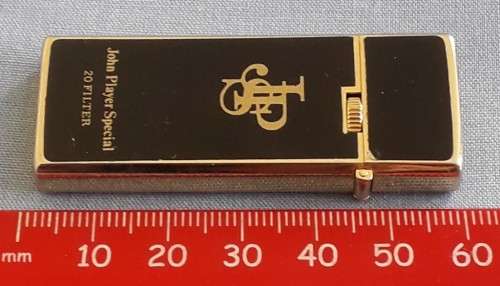 John Player Special
20 FILTER
JPS
mm 10 20 30 40 50 60